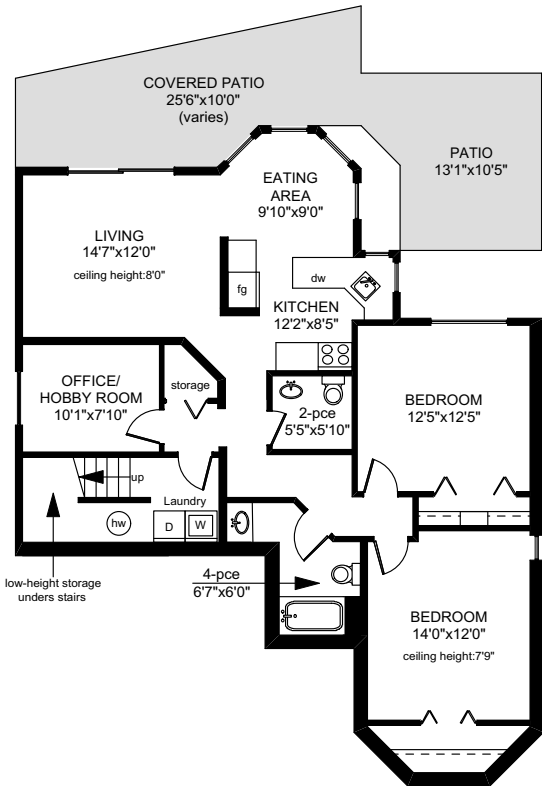 COVERED PATIO
25'6"x10'0"
(varies)
PATIO
13'1"x10'5"
EATING
AREA
9'10"x9'0"
LIVING
14'7"x12'0"
ceiling height:8'0"
fg
dw
KITCHEN
12'2"x8'5"
OFFICE/
HOBBY ROOM
10'1"x7'10"
storage
2-pce
5'5"x5'10"
BEDROOM
12'5"x12'5"
up
Laundry
hw
D
W
low-height storage
unders stairs
4-pce
6'7"x6'0"
BEDROOM
14'0"x12'0"
ceiling height:7'9"